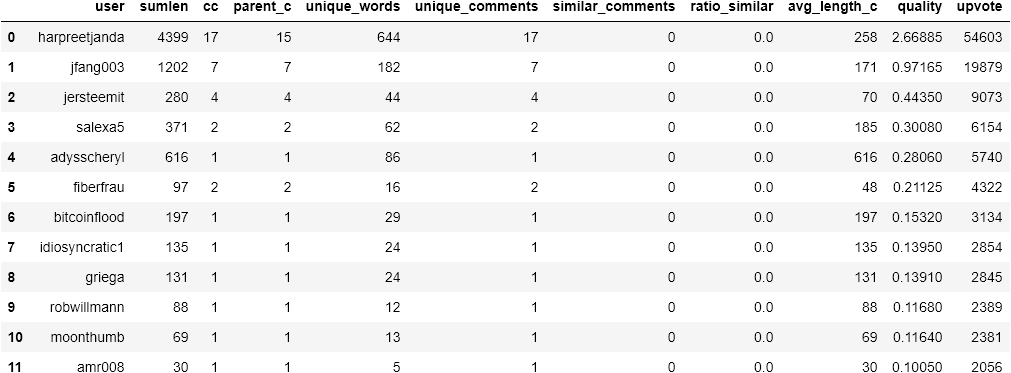 user sumlen cc parent_c unique_words unique_comments similar_comments ratio_similar avg_length_c quality upvote
0 harpreetjanda 4399 17 15 644 17 0 0.0 258 2.66885 54603
1 jfang003 1202 7 7 182 7 0 0.0 171 0.97165 19879
2 jersteemit 280 4 4 44 4 0 0.0 70 0.44350 9073
3 salexa5 371 2 2 62 2 0 0.0 185 0.30080 6154
4 adysscheryl 616 1 1 86 1 0 0.0 616 0.28060 5740
5 fiberfrau 97 2 2 16 2 0 0.0 48 0.21125 4322
6 bitcoinflood 197 1 1 29 1 0 0.0 197 0.15320 3134
7 idiosyncratic1 135 1 1 24 1 0 0.0 135 0.13950 2854
8 griega 131 1 1 24 1 0 0.0 131 0.13910 2845
9 robwillmann 88 1 1 12 1 0 0.0 88 0.11680 2389
10 moonthumb 69 1 1 13 1 0 0.0 69 0.11640 2381
11 amr008 30 1 1 5 1 0 0.0 30 0.10050 2056